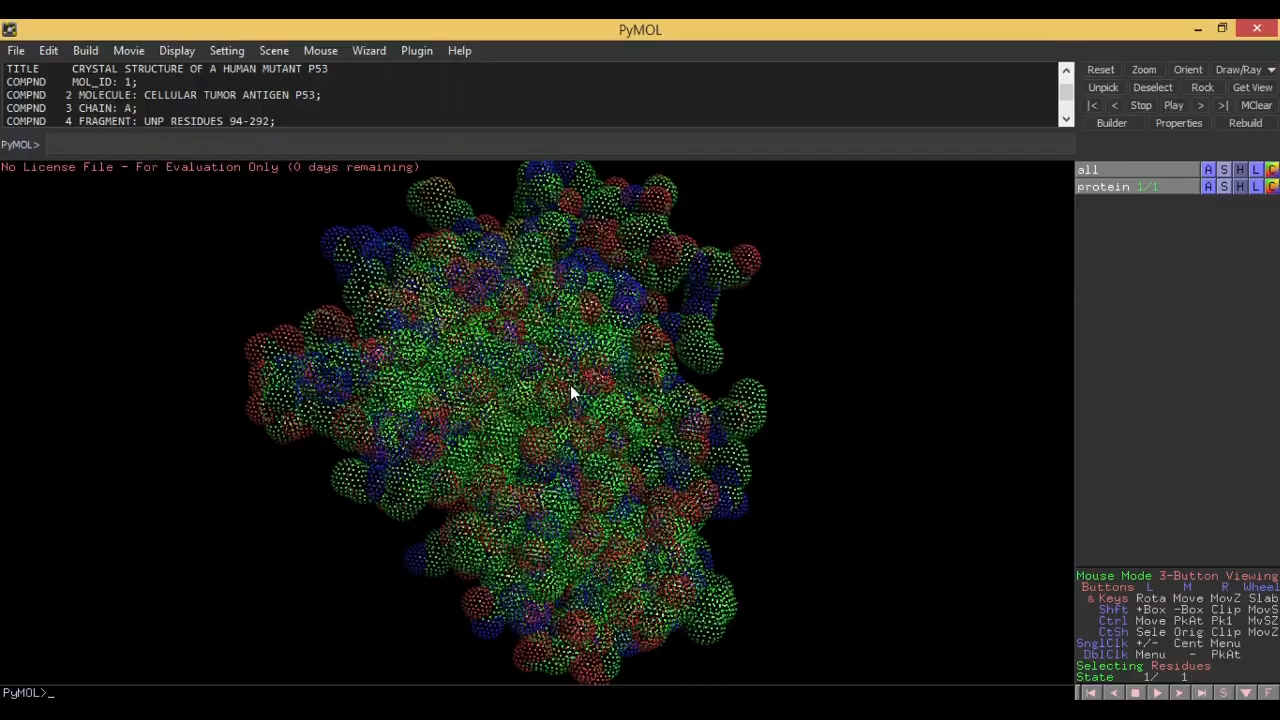 PyMOL
File Edit Build Movie Display Setting Scene Mouse Wizard Plugin Help
TITLE CRYSTAL STRUCTURE OF A HUMAN MUTANT P53
COMPND MOL_ID: 1;
COMPND 2 MOLECULE: CELLULAR TUMOR ANTIGEN P53;
COMPND 3 CHAIN: A;
COMPND 4 FRAGMENT: UNP RESIDUES 94-292;
Reset Zoom Orient Draw/Ray
Unpick Deselect Rock Get View
|< < Stop Play > >| MClear
Builder Properties Rebuild
PyMOL>
No License File - For Evaluation Only (0 days remaining)
all A S H L C
protein 1/1 A S H L C
Mouse Mode 3-Button Viewing
Buttons L M R Wheel
& Keys Rota Move MovZ Slab
Shft +Box -Box Clip MovS
Ctrl Move PkAt Pk1 MvSZ
CtSh Sele Orig Clip MovZ
SnglClk +/- Cent Menu
DblClk Menu - PkAt
Selecting Residues
State 1/ 1
PyMOL>_
S F